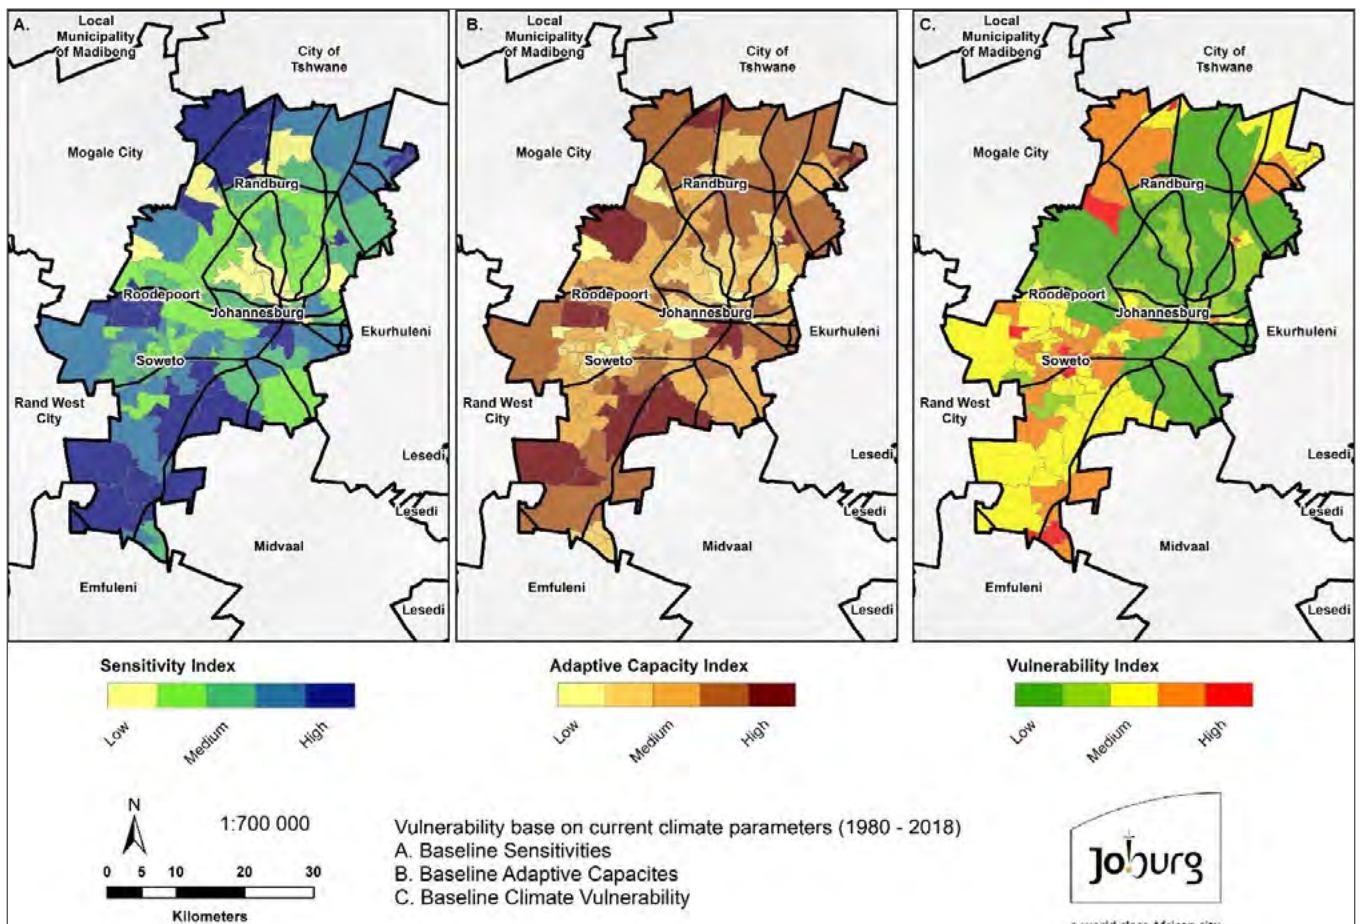 A.
Local
Municipality
of Madibeng
City of
Tshwane
Mogale City
Randburg
Roodepoort
Johannesburg
Soweto
Ekurhuleni
Rand West
City
Lesedi
Lesedi
Midvaal
Emfuleni
Lesedi
B.
Local
Municipality
of Madibeng
City of
Tshwane
Mogale City
Randburg
Roodepoort
Johannesburg
Soweto
Ekurhuleni
Rand West
City
Lesedi
Lesedi
Midvaal
Emfuleni
Lesedi
C.
Local
Municipality
of Madibeng
City of
Tshwane
Mogale City
Randburg
Roodepoort
Johannesburg
Soweto
Ekurhuleni
Rand West
City
Lesedi
Lesedi
Midvaal
Emfuleni
Lesedi
Sensitivity Index
Low
Medium
High
Adaptive Capacity Index
Low
Medium
High
Vulnerability Index
Low
Medium
High
N
1:700 000
0 5 10 20 30
Kilometers
Vulnerability base on current climate parameters (1980 - 2018)
A. Baseline Sensitivities
B. Baseline Adaptive Capacites
C. Baseline Climate Vulnerability
Joburg
a world class African city